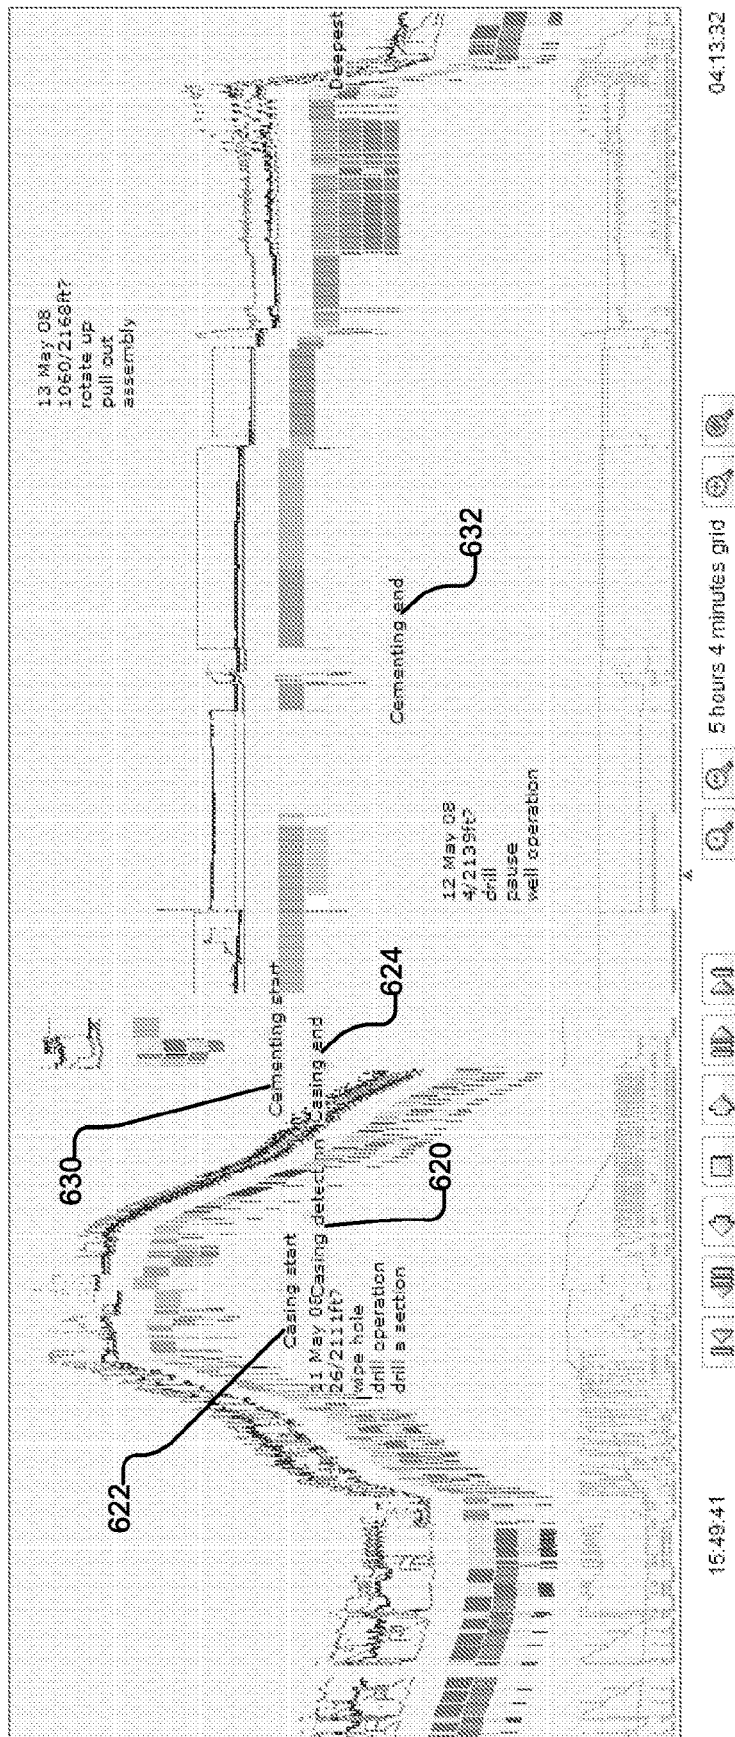 13 May 08
1060/2168ft?
rotate up
pull out
assembly
Deepest
622
630
Cementing start
Casing start
Casing detection
Casing end
11 May 08
26/2111ft?
wipe hole
drill operation
drill a section
620
624
Cementing end
632
12 May 08
4/2139ft?
drill
pause
well operation
15:49:41
5 hours 4 minutes grid
04:13:32